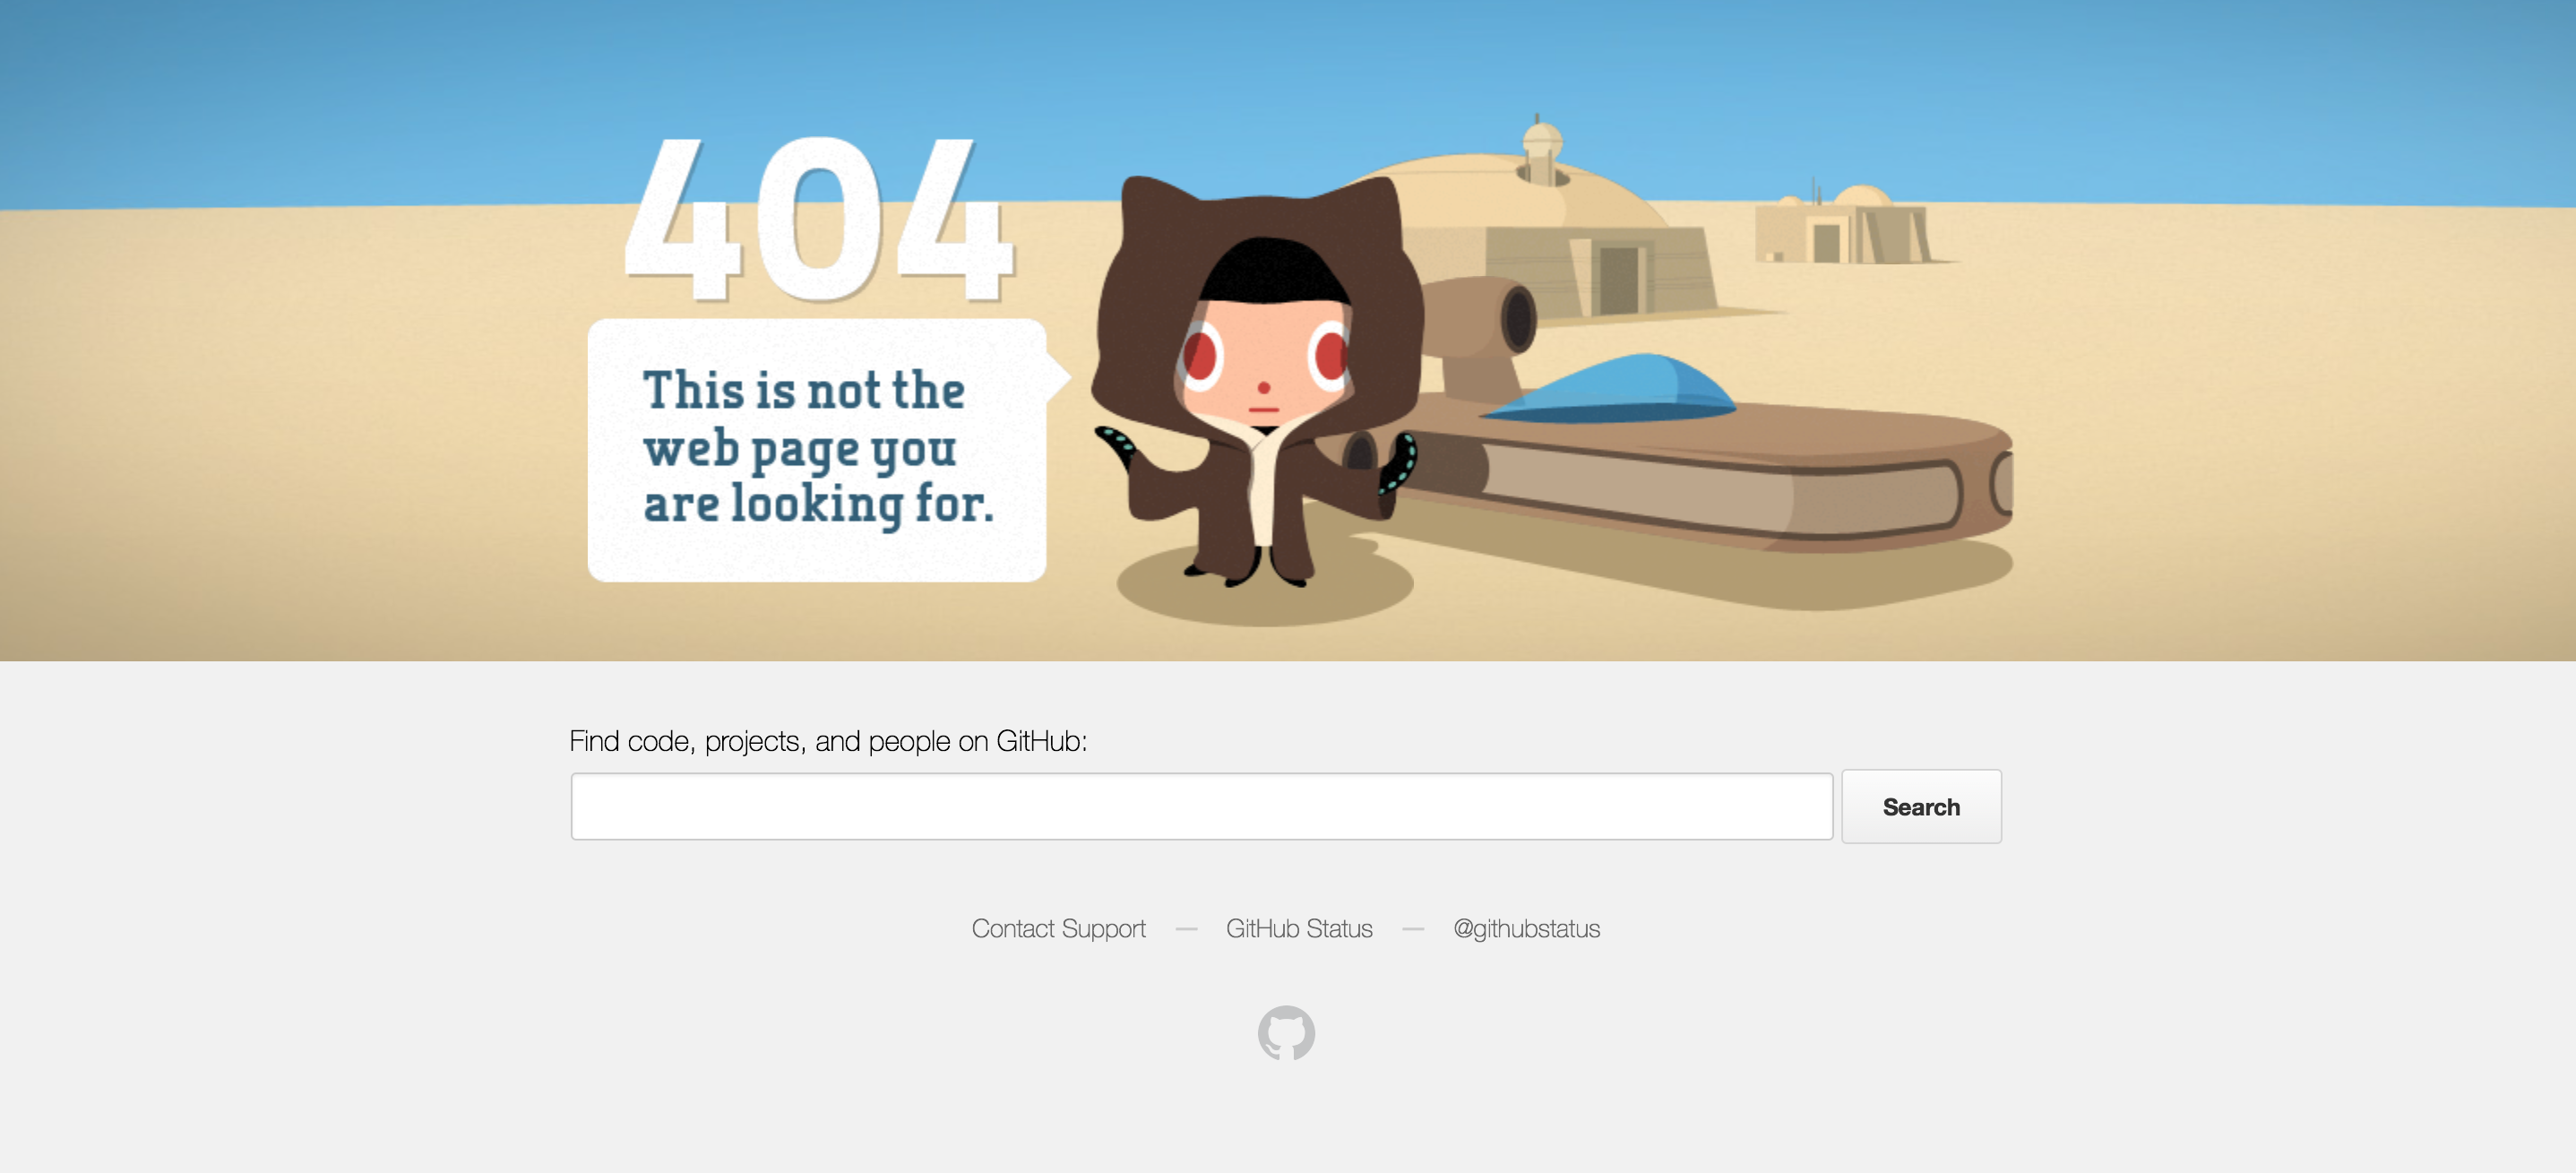 404
This is not the
web page you
are looking for.
Find code, projects, and people on GitHub:
Search
Contact Support — GitHub Status — @githubstatus